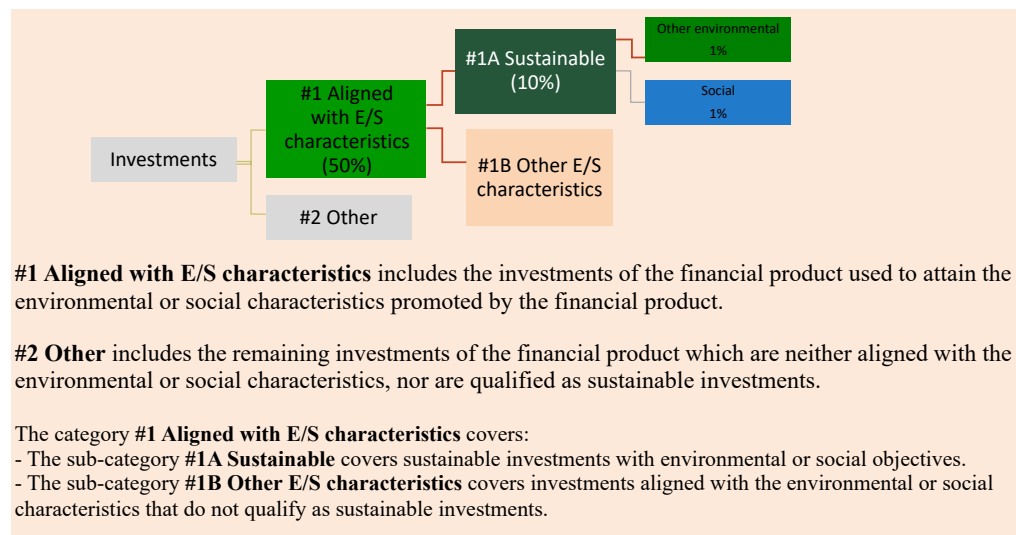 Other environmental
1%
#1A Sustainable
(10%)
Social
1%
#1 Aligned
with E/S
characteristics
(50%)
Investments
#1B Other E/S
characteristics
#2 Other
#1 Aligned with E/S characteristics includes the investments of the financial product used to attain the
environmental or social characteristics promoted by the financial product.
#2 Other includes the remaining investments of the financial product which are neither aligned with the
environmental or social characteristics, nor are qualified as sustainable investments.
The category #1 Aligned with E/S characteristics covers:
- The sub-category #1A Sustainable covers sustainable investments with environmental or social objectives.
- The sub-category #1B Other E/S characteristics covers investments aligned with the environmental or social
characteristics that do not qualify as sustainable investments.